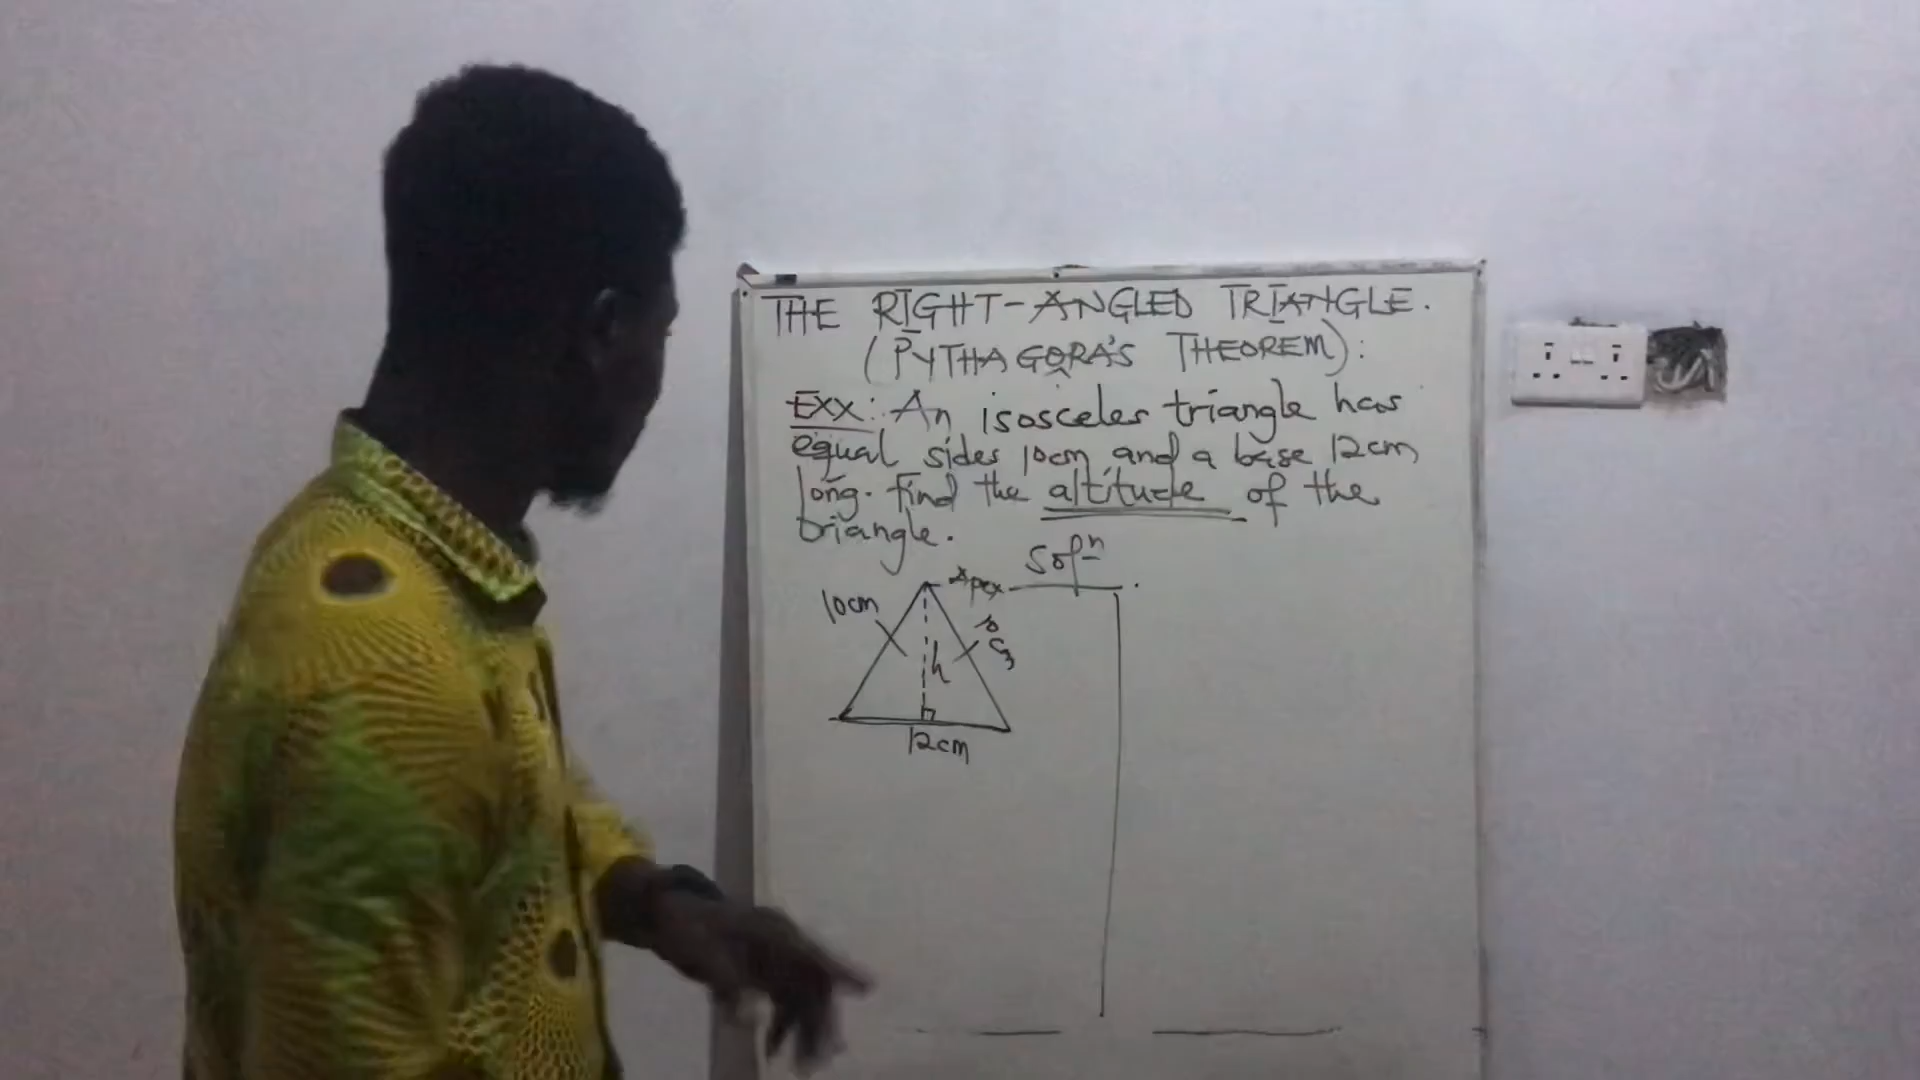 THE RIGHT-ANGLED TRIANGLE.
(PYTHAGORA'S THEOREM):
Exx: An isosceles triangle has
equal sides 10cm and a base 12cm
long. find the altitude of the
triangle.
Soln
Apex
10cm
10cm
h
12cm